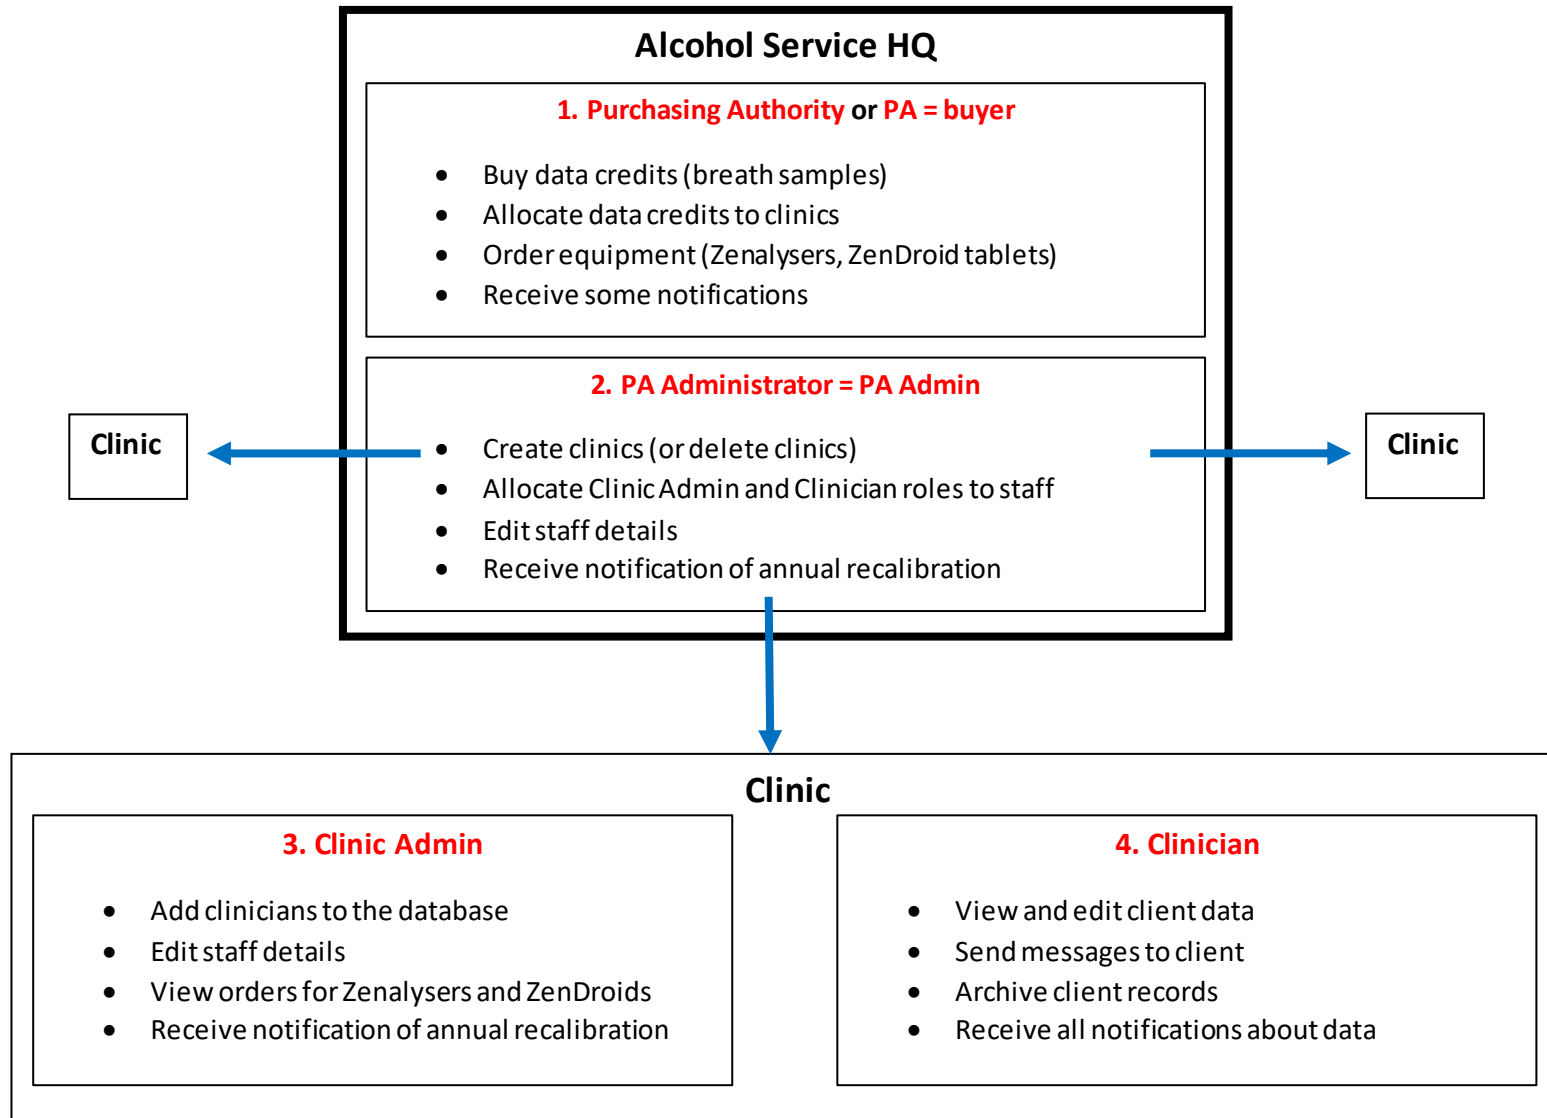 Alcohol Service HQ
1. Purchasing Authority or PA = buyer
• Buy data credits (breath samples)
• Allocate data credits to clinics
• Order equipment (Zenalysers, ZenDroid tablets)
• Receive some notifications
2. PA Administrator = PA Admin
• Create clinics (or delete clinics)
• Allocate Clinic Admin and Clinician roles to staff
• Edit staff details
• Receive notification of annual recalibration
Clinic
Clinic
Clinic
3. Clinic Admin
• Add clinicians to the database
• Edit staff details
• View orders for Zenalysers and ZenDroids
• Receive notification of annual recalibration
4. Clinician
• View and edit client data
• Send messages to client
• Archive client records
• Receive all notifications about data